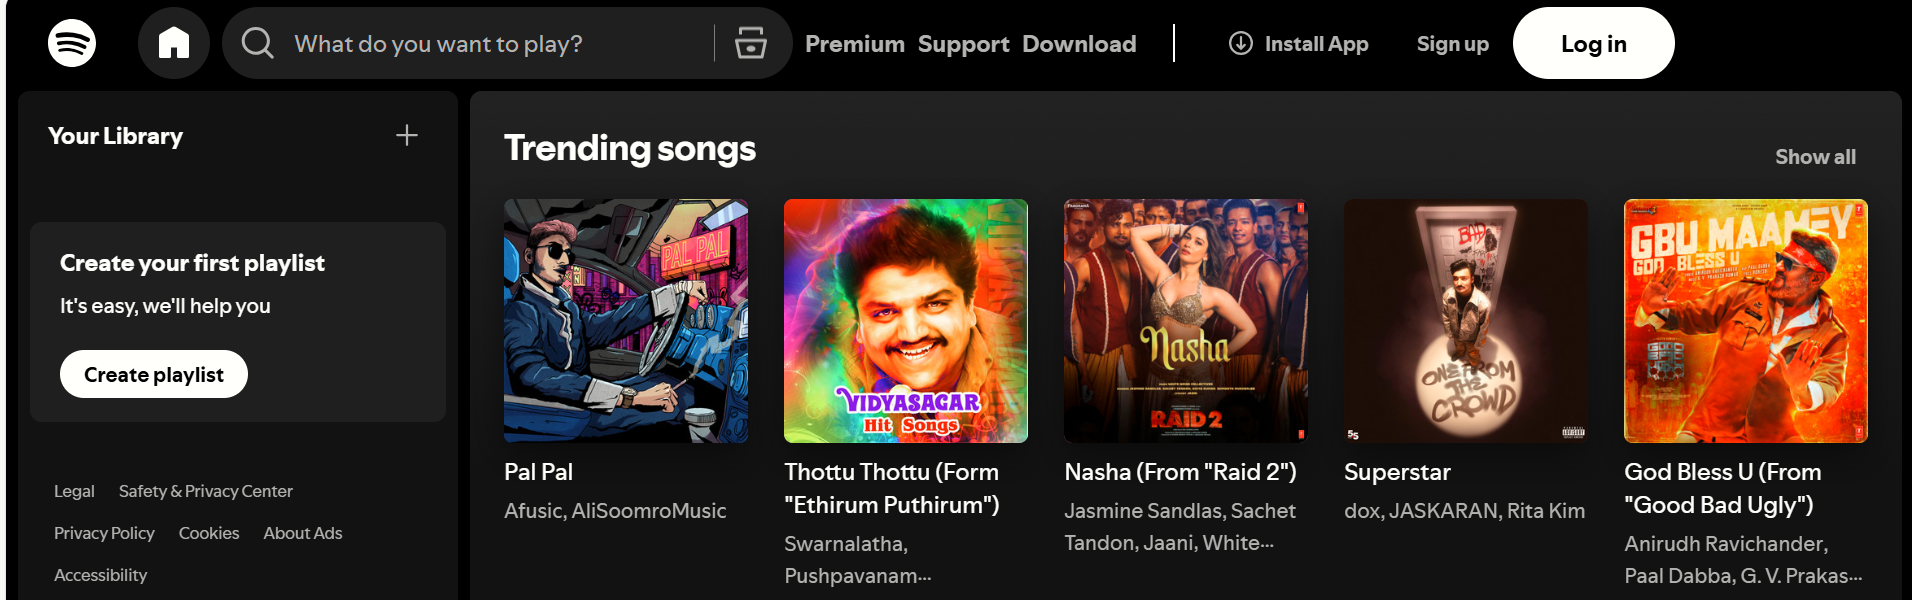 What do you want to play?
Premium Support Download
Install App
Sign up
Log in
Your Library
Create your first playlist
It's easy, we'll help you
Create playlist
Legal Safety & Privacy Center
Privacy Policy Cookies About Ads
Accessibility
Trending songs
Show all
PAL PAL
Pal Pal
Afusic, AliSoomroMusic
VIDYASAGAR
Hit Songs
Thottu Thottu (Form
"Ethirum Puthirum")
Swarnalatha,
Pushpavanam···
Nasha
RAID 2
Nasha (From "Raid 2")
Jasmine Sandlas, Sachet
Tandon, Jaani, White···
BAD
ONE FROM
THE
CROWD
Superstar
dox, JASKARAN, Rita Kim
GBU MAAMEY
GOD BLESS U
God Bless U (From
"Good Bad Ugly")
Anirudh Ravichander,
Paal Dabba, G. V. Prakas···